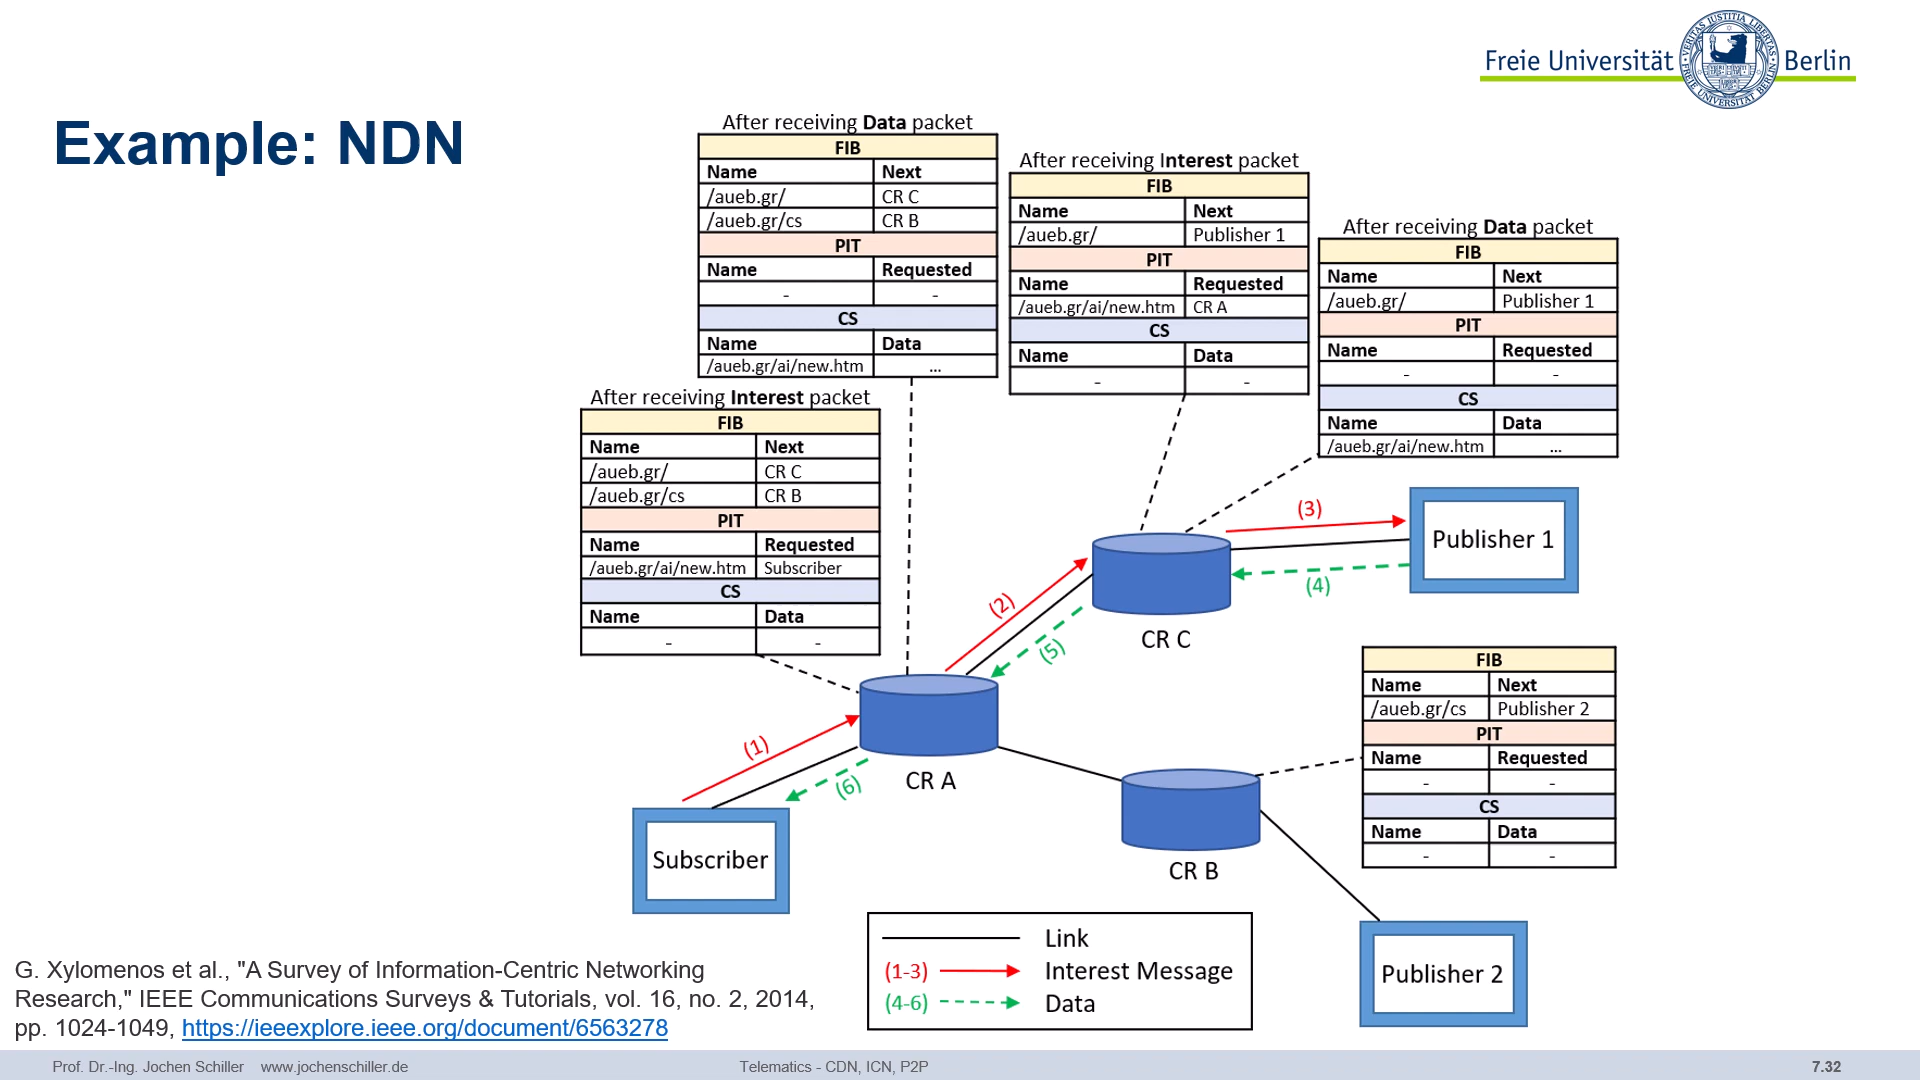 Freie Universität Berlin
Example: NDN
After receiving Data packet
FIB
Name Next
/aueb.gr/ CR C
/aueb.gr/cs CR B
PIT
Name Requested
- -
CS
Name Data
/aueb.gr/ai/new.htm ...
After receiving Interest packet
FIB
Name Next
/aueb.gr/ Publisher 1
PIT
Name Requested
/aueb.gr/ai/new.htm CR A
CS
Name Data
- -
After receiving Data packet
FIB
Name Next
/aueb.gr/ Publisher 1
PIT
Name Requested
- -
CS
Name Data
/aueb.gr/ai/new.htm ...
After receiving Interest packet
FIB
Name Next
/aueb.gr/ CR C
/aueb.gr/cs CR B
PIT
Name Requested
/aueb.gr/ai/new.htm Subscriber
CS
Name Data
- -
(3)
Publisher 1
(4)
(2)
CR C
(5)
FIB
Name Next
/aueb.gr/cs Publisher 2
PIT
Name Requested
- -
CS
Name Data
- -
(1)
CR A
(6)
Subscriber
CR B
Publisher 2
Link
(1-3) Interest Message
(4-6) Data
G. Xylomenos et al., "A Survey of Information-Centric Networking
Research," IEEE Communications Surveys & Tutorials, vol. 16, no. 2, 2014,
pp. 1024-1049, https://ieeexplore.ieee.org/document/6563278
Prof. Dr.-Ing. Jochen Schiller www.jochenschiller.de Telematics - CDN, ICN, P2P 7.32